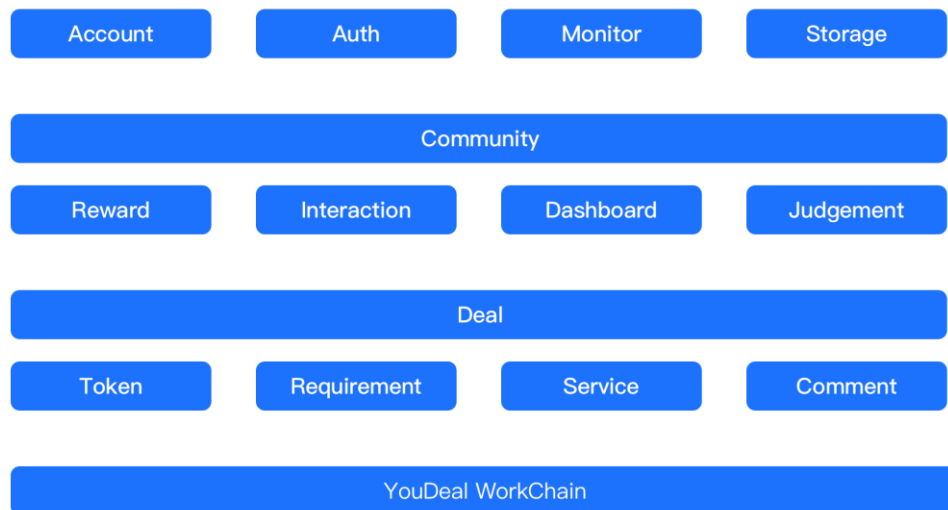 Account Auth Monitor Storage
Community
Reward Interaction Dashboard Judgement
Deal
Token Requirement Service Comment
YouDeal WorkChain